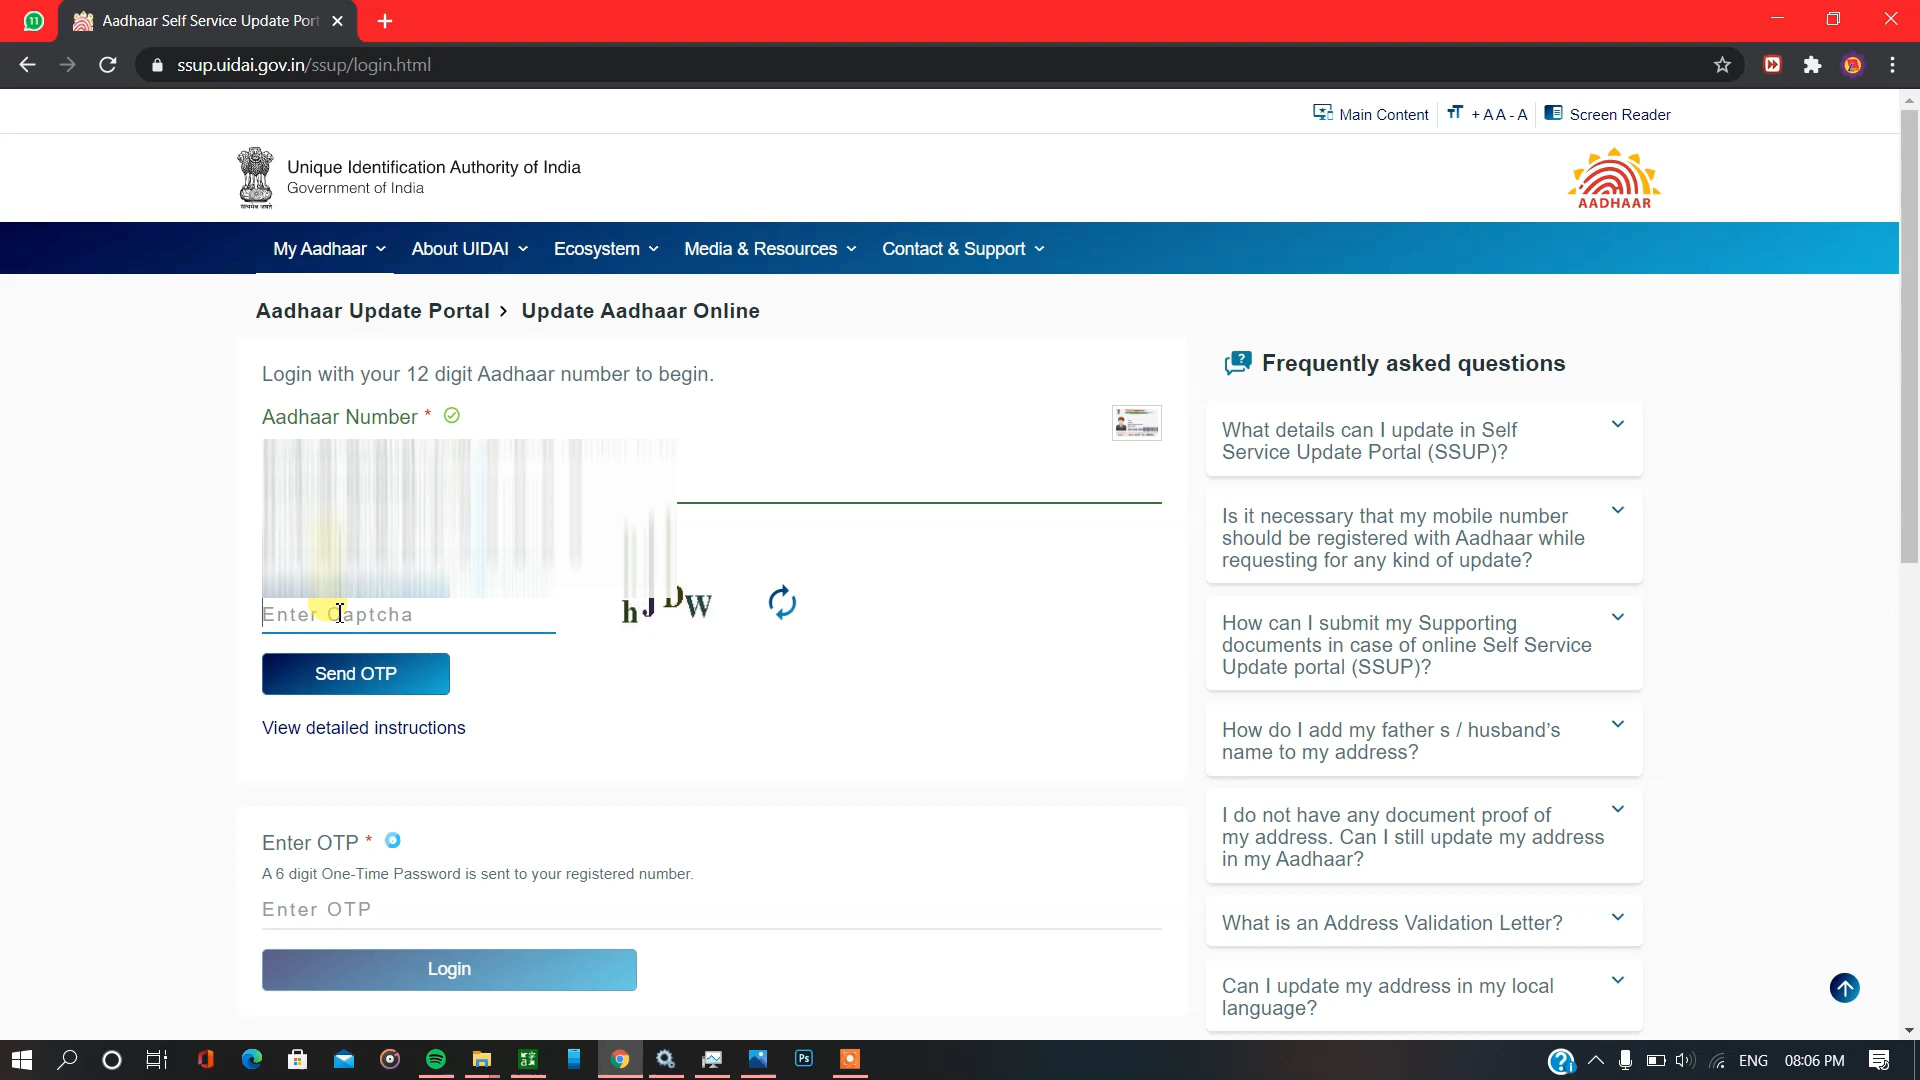 11
Aadhaar Self Service Update Port
ssup.uidai.gov.in/ssup/login.html
Main Content
+ A A - A
Screen Reader
Unique Identification Authority of India
Government of India
सत्यमेव जयते
AADHAAR
My Aadhaar
About UIDAI
Ecosystem
Media & Resources
Contact & Support
Aadhaar Update Portal > Update Aadhaar Online
Login with your 12 digit Aadhaar number to begin.
Aadhaar Number *
Enter Captcha
h J D W
Send OTP
View detailed instructions
Enter OTP *
A 6 digit One-Time Password is sent to your registered number.
Enter OTP
Login
Frequently asked questions
What details can I update in Self
Service Update Portal (SSUP)?
Is it necessary that my mobile number
should be registered with Aadhaar while
requesting for any kind of update?
How can I submit my Supporting
documents in case of online Self Service
Update portal (SSUP)?
How do I add my father s / husband's
name to my address?
I do not have any document proof of
my address. Can I still update my address
in my Aadhaar?
What is an Address Validation Letter?
Can I update my address in my local
language?
Ps
ENG
08:06 PM